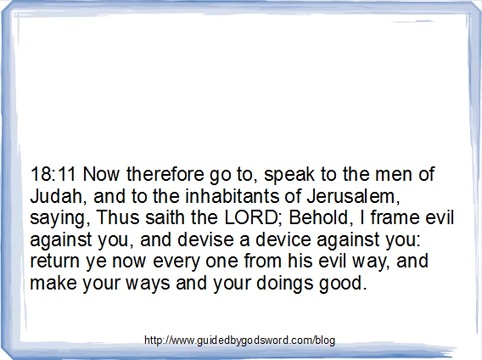 18:11 Now therefore go to, speak to the men of
Judah, and to the inhabitants of Jerusalem,
saying, Thus saith the LORD; Behold, I frame evil
against you, and devise a device against you:
return ye now every one from his evil way, and
make your ways and your doings good.
http://www.guidedbygodsword.com/blog